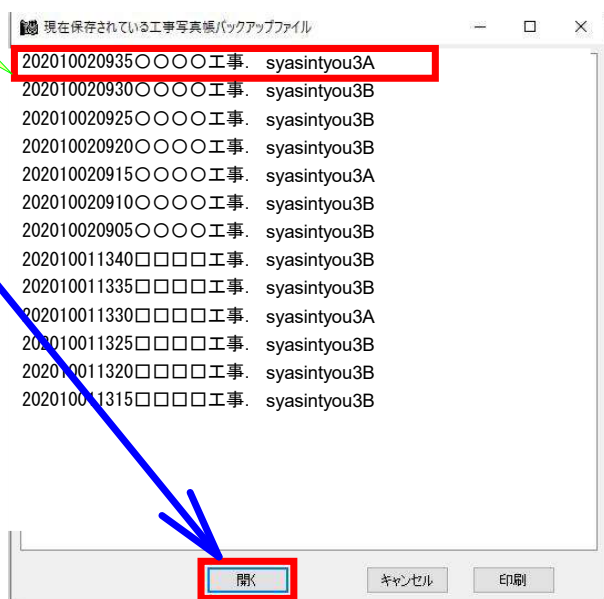 現在保存されている工事写真帳バックアップファイル
202010020935〇〇〇〇工事. syasintyou3A
202010020930〇〇〇〇工事. syasintyou3B
202010020925〇〇〇〇工事. syasintyou3B
202010020920〇〇〇〇工事. syasintyou3B
202010020915〇〇〇〇工事. syasintyou3A
202010020910〇〇〇〇工事. syasintyou3B
202010020905〇〇〇〇工事. syasintyou3B
202010011340□□□□工事. syasintyou3B
202010011335□□□□工事. syasintyou3B
202010011330□□□□工事. syasintyou3A
202010011325□□□□工事. syasintyou3B
202010011320□□□□工事. syasintyou3B
202010011315□□□□工事. syasintyou3B
開く キャンセル 印刷